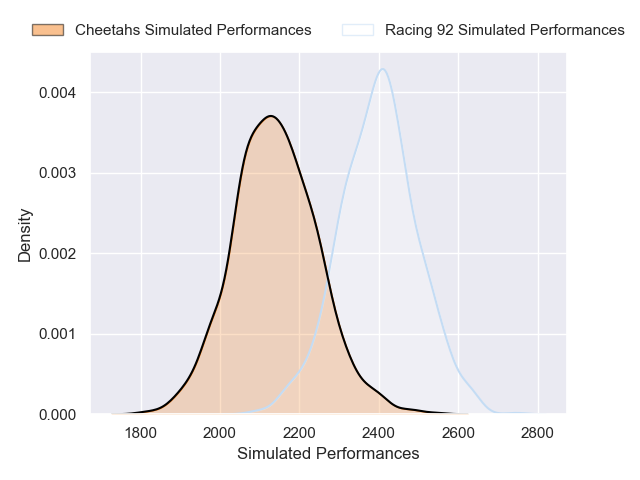 Cheetahs Simulated Performances Racing 92 Simulated Performances
0.004
0.003
0.002
0.001
0.000
Density
1800 2000 2200 2400 2600 2800
Simulated Performances